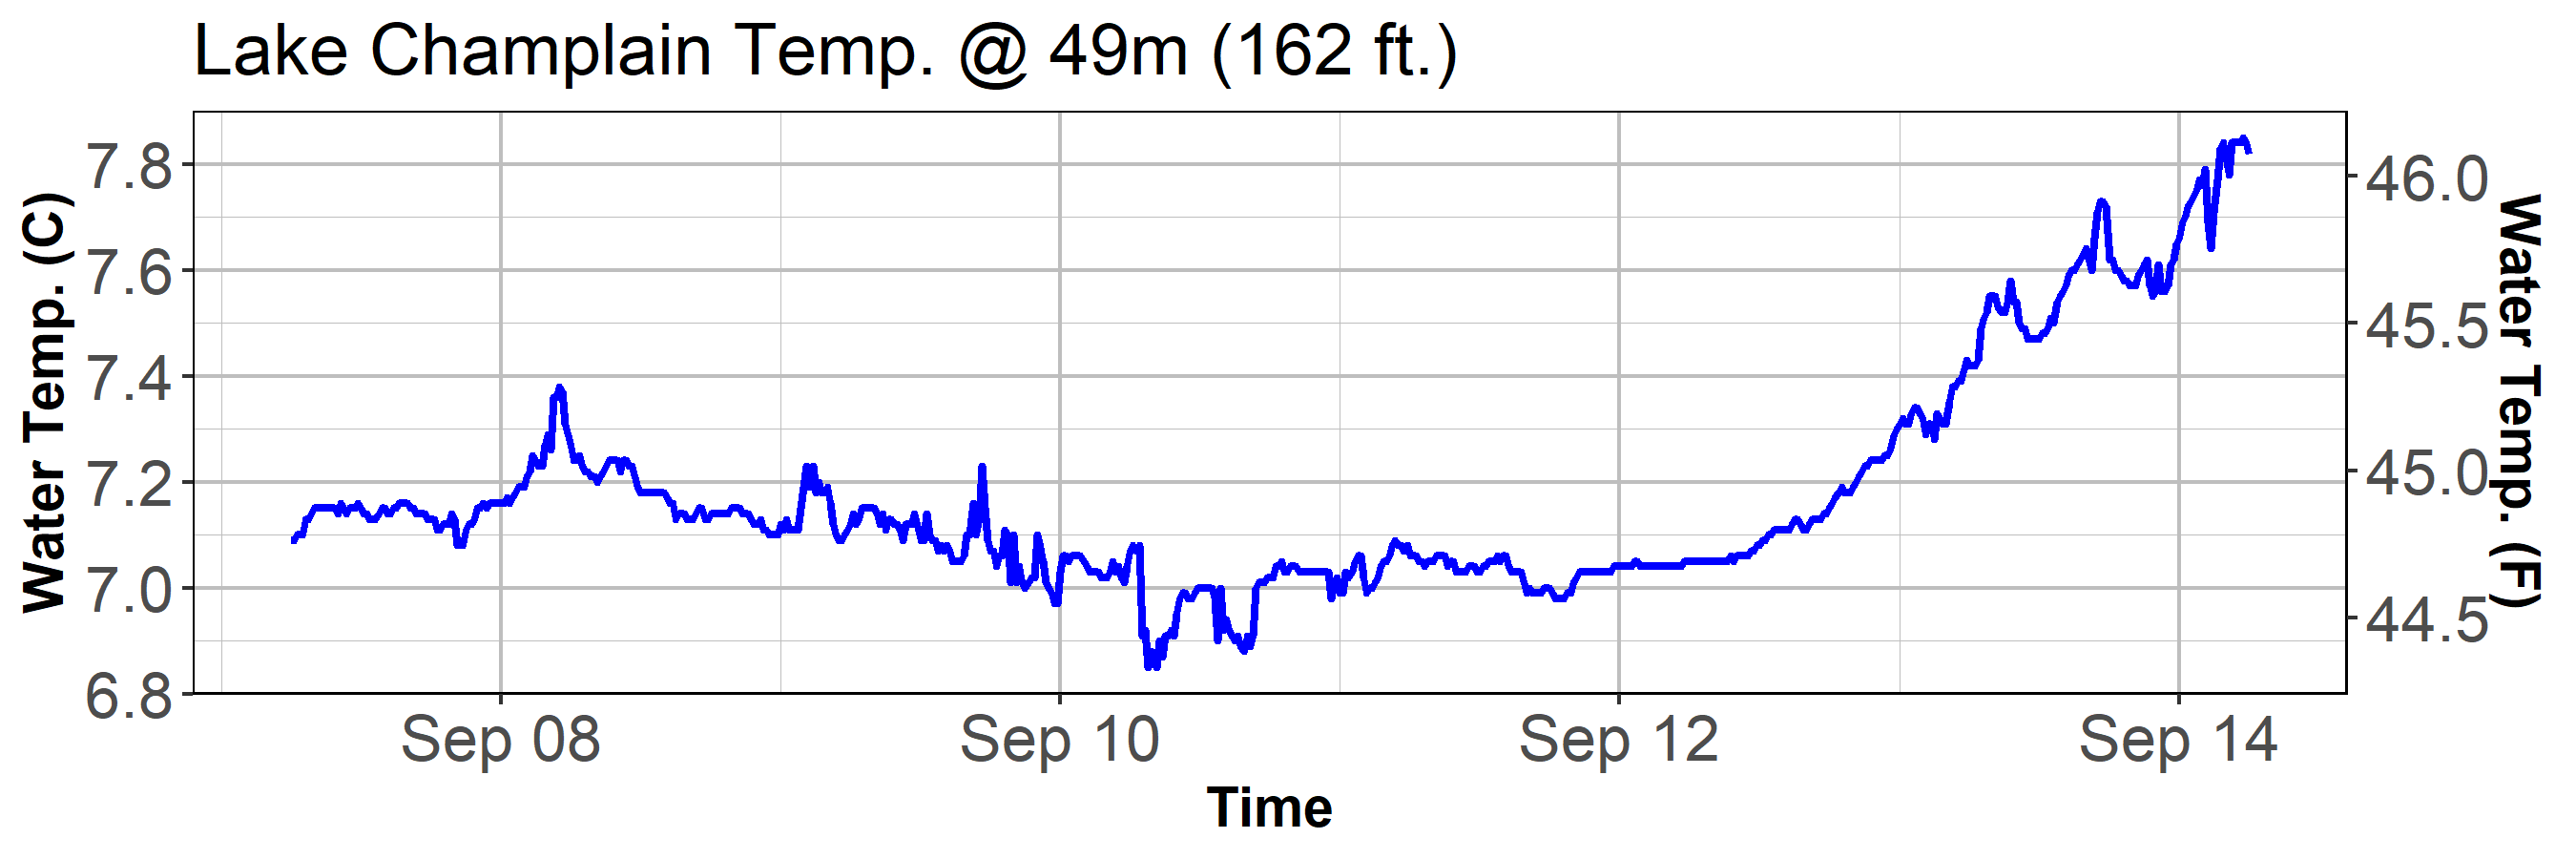 Lake Champlain Temp. @ 49m (162 ft.)
Water Temp. (C)
7.8
7.6
7.4
7.2
7.0
6.8
46.0
45.5
45.0
44.5
Water Temp. (F)
Sep 08 Sep 10 Sep 12 Sep 14
Time